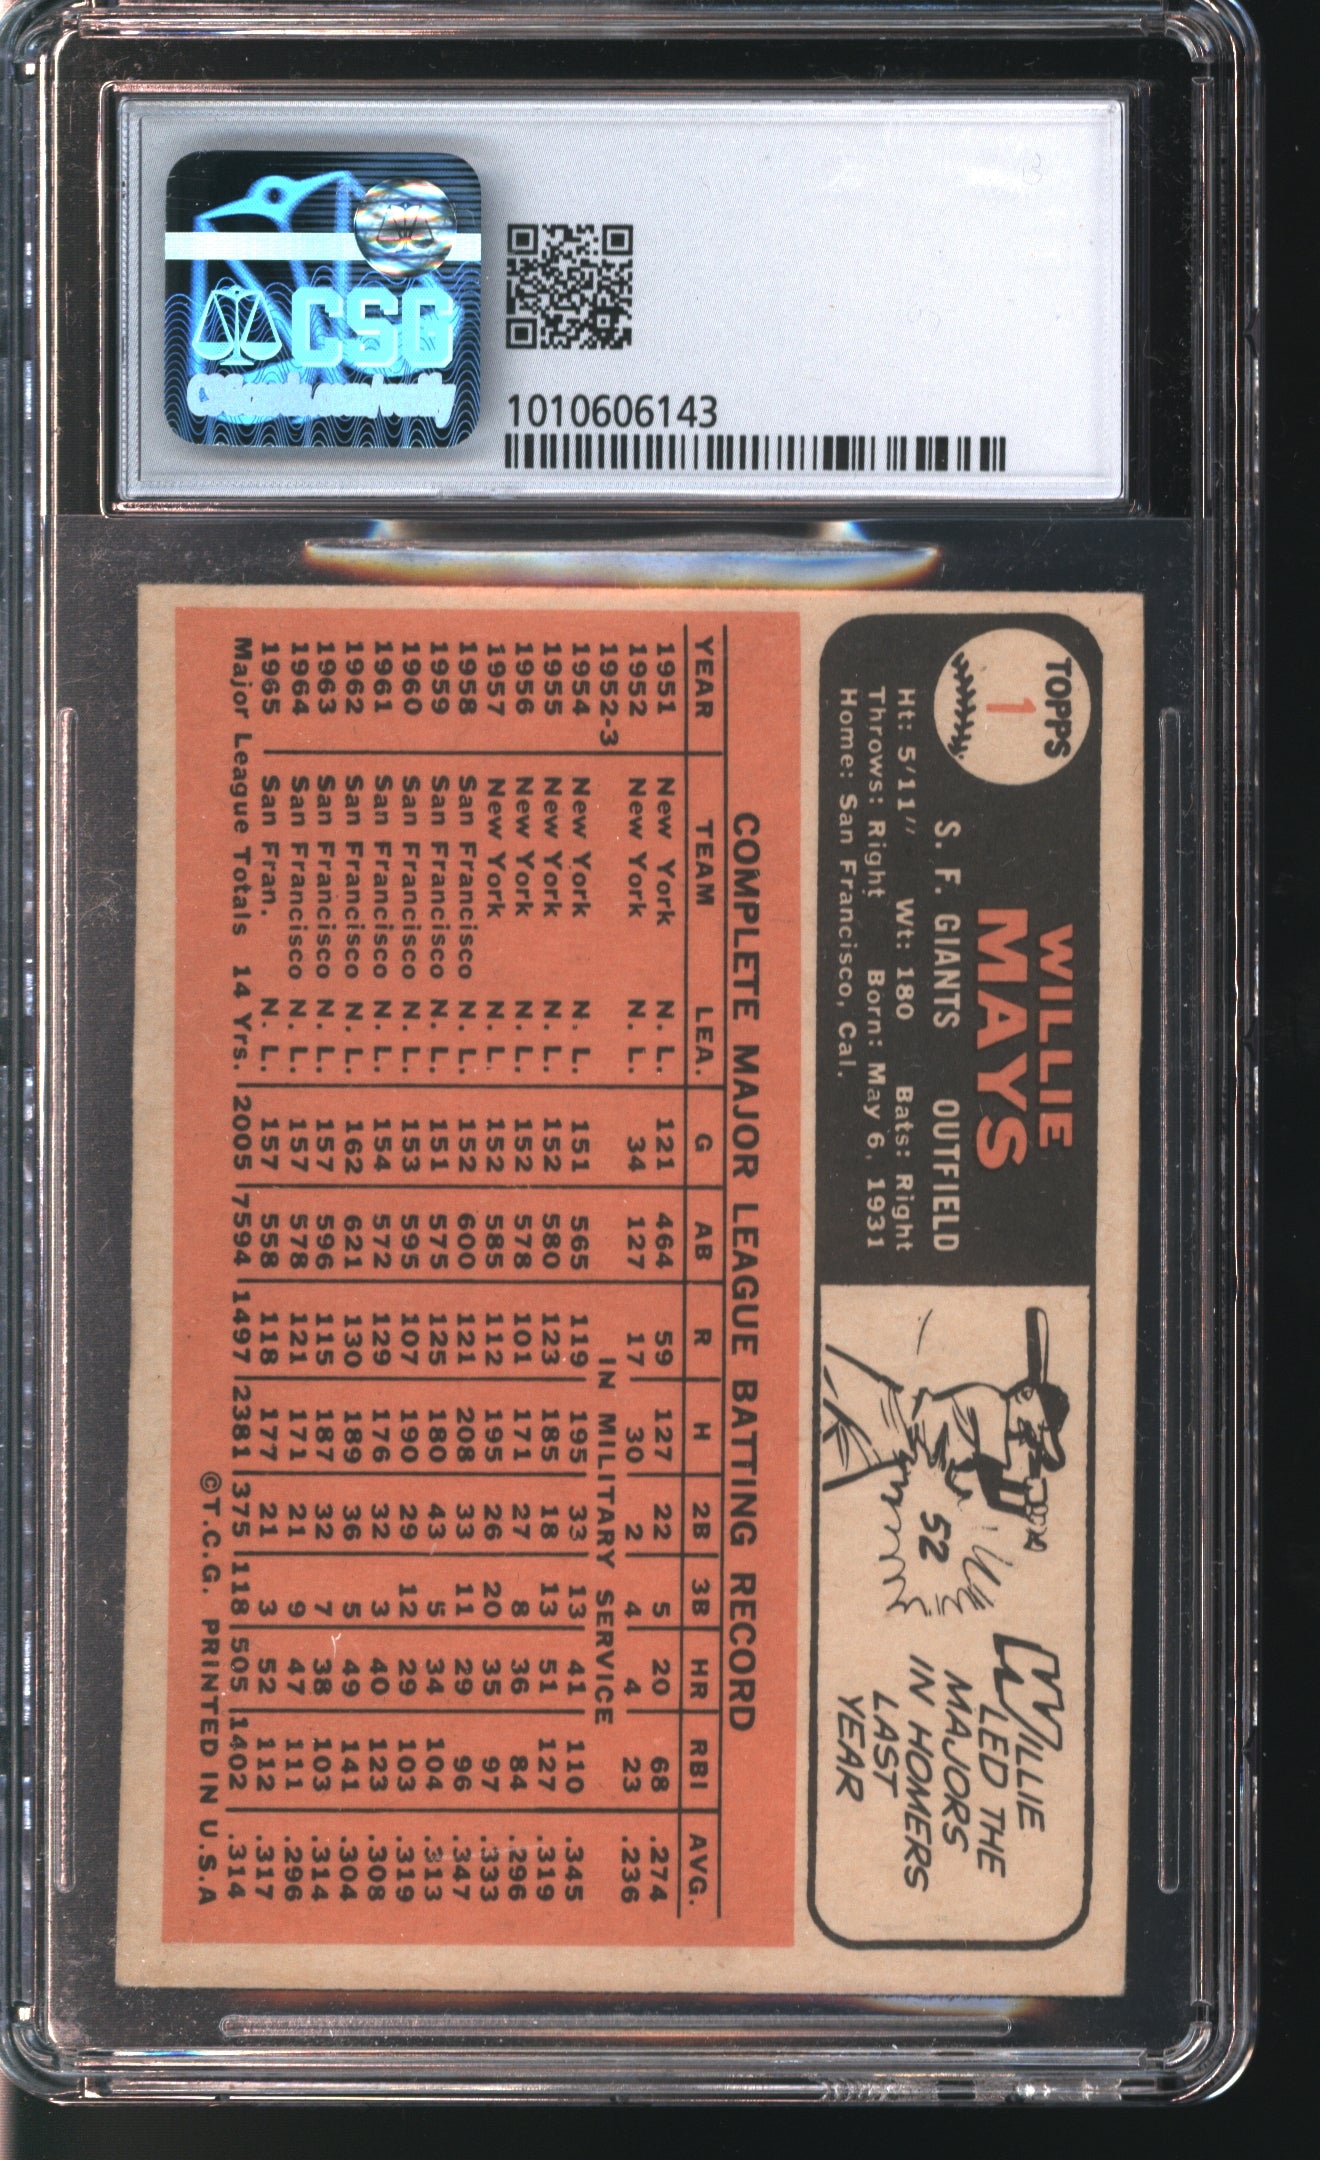 CSG
1010606143
TOPPS
1
WILLIE
MAYS
S. F. GIANTS OUTFIELD
Ht: 5'11" Wt: 180 Bats: Right
Throws: Right Born: May 6, 1931
Home: San Francisco, Cal.
52
WILLIE
LED THE
MAJORS
IN HOMERS
LAST
YEAR
COMPLETE MAJOR LEAGUE BATTING RECORD
YEAR TEAM LEA. G AB R H 2B 3B HR RBI AVG.
1951 New York N. L. 121 464 59 127 22 5 20 68 .274
1952 New York N. L. 34 127 17 30 2 4 4 23 .236
1952-3 IN MILITARY SERVICE
1954 New York N. L. 151 565 119 195 33 13 41 110 .345
1955 New York N. L. 152 580 123 185 18 13 51 127 .319
1956 New York N. L. 152 578 101 171 27 8 36 84 .296
1957 New York N. L. 152 585 112 195 26 20 35 97 .333
1958 San Francisco N. L. 152 600 121 208 33 11 29 96 .347
1959 San Francisco N. L. 151 575 125 180 43 5 34 104 .313
1960 San Francisco N. L. 153 595 107 190 29 12 29 103 .319
1961 San Francisco N. L. 154 572 129 176 32 3 40 123 .308
1962 San Francisco N. L. 162 621 130 189 36 5 49 141 .304
1963 San Francisco N. L. 157 596 115 187 32 7 38 103 .314
1964 San Francisco N. L. 157 578 121 171 21 9 47 111 .296
1965 San Fran. N. L. 157 558 118 177 21 3 52 112 .317
Major League Totals 14 Yrs. 2005 7594 1497 2381 375 118 505 1402 .314
©T.C.G. PRINTED IN U.S.A